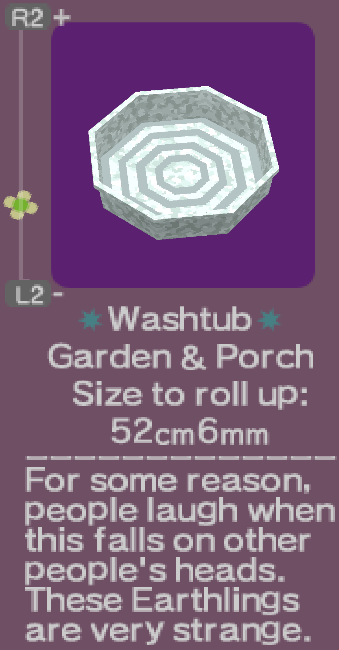 R2 +
L2 -
Washtub
Garden & Porch
Size to roll up:
52cm6mm
For some reason,
people laugh when
this falls on other
people's heads.
These Earthlings
are very strange.